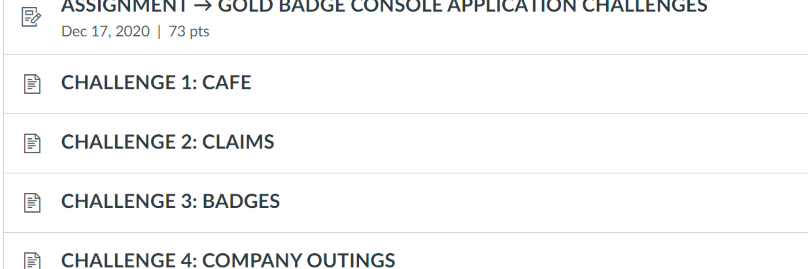 ASSIGNMENT → GOLD BADGE CONSOLE APPLICATION CHALLENGES
Dec 17, 2020 | 73 pts
CHALLENGE 1: CAFE
CHALLENGE 2: CLAIMS
CHALLENGE 3: BADGES
CHALLENGE 4: COMPANY OUTINGS